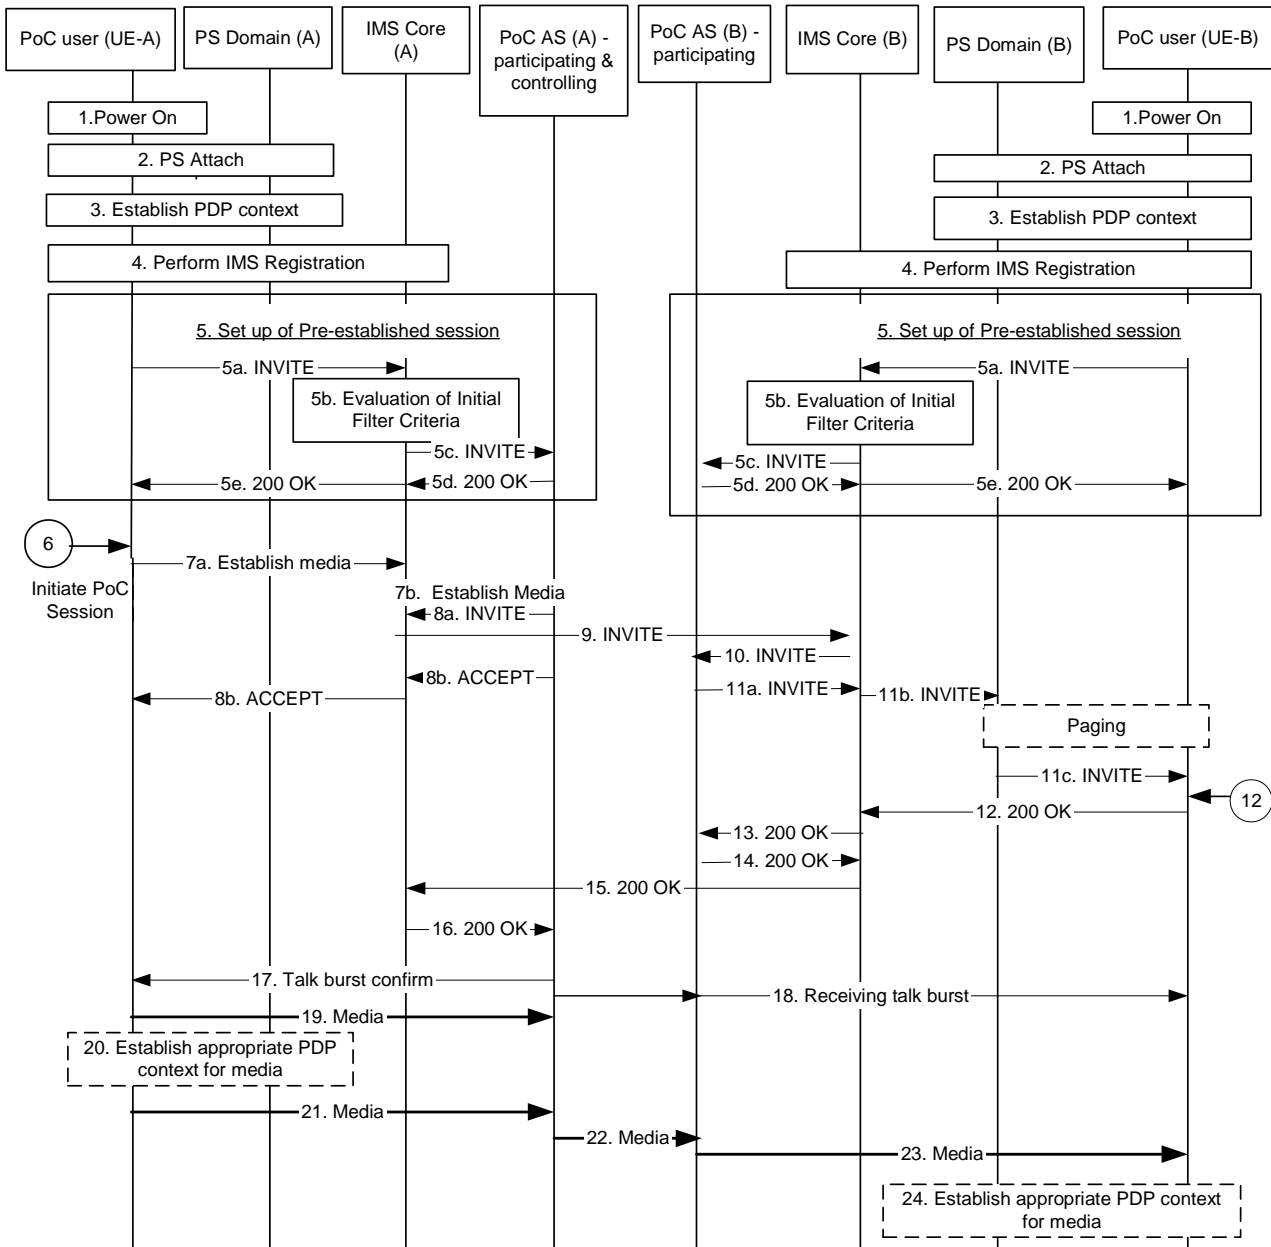 PoC user (UE-A)
PS Domain (A)
IMS Core
(A)
PoC AS (A) -
participating &
controlling
PoC AS (B) -
participating
IMS Core (B)
PS Domain (B)
PoC user (UE-B)
1.Power On
1.Power On
2. PS Attach
2. PS Attach
3. Establish PDP context
3. Establish PDP context
4. Perform IMS Registration
4. Perform IMS Registration
5. Set up of Pre-established session
5. Set up of Pre-established session
5a. INVITE
5a. INVITE
5b. Evaluation of Initial
Filter Criteria
5b. Evaluation of Initial
Filter Criteria
5c. INVITE
5c. INVITE
5e. 200 OK
5d. 200 OK
5d. 200 OK
5e. 200 OK
6
Initiate PoC
Session
7a. Establish media
7b. Establish Media
8a. INVITE
9. INVITE
10. INVITE
8b. ACCEPT
8b. ACCEPT
11a. INVITE
11b. INVITE
Paging
11c. INVITE
12
12. 200 OK
13. 200 OK
14. 200 OK
15. 200 OK
16. 200 OK
17. Talk burst confirm
18. Receiving talk burst
19. Media
20. Establish appropriate PDP
context for media
21. Media
22. Media
23. Media
24. Establish appropriate PDP context
for media